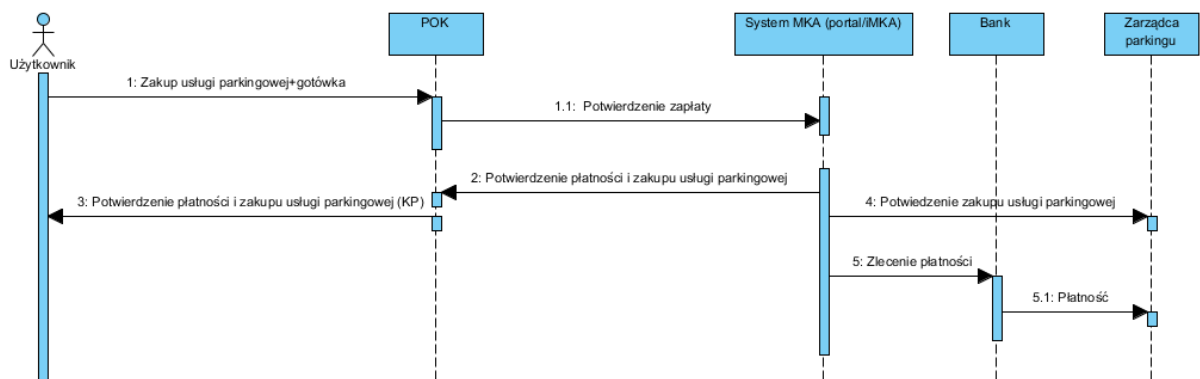 POK
System MKA (portal/iMKA)
Bank
Zarządca
parkingu
Użytkownik
1: Zakup usługi parkingowej+gotówka
1.1: Potwierdzenie zapłaty
2: Potwierdzenie płatności i zakupu usługi parkingowej
3: Potwierdzenie płatności i zakupu usługi parkingowej (KP)
4: Potwiedzenie zakupu usługi parkingowej
5: Zlecenie płatności
5.1: Płatność